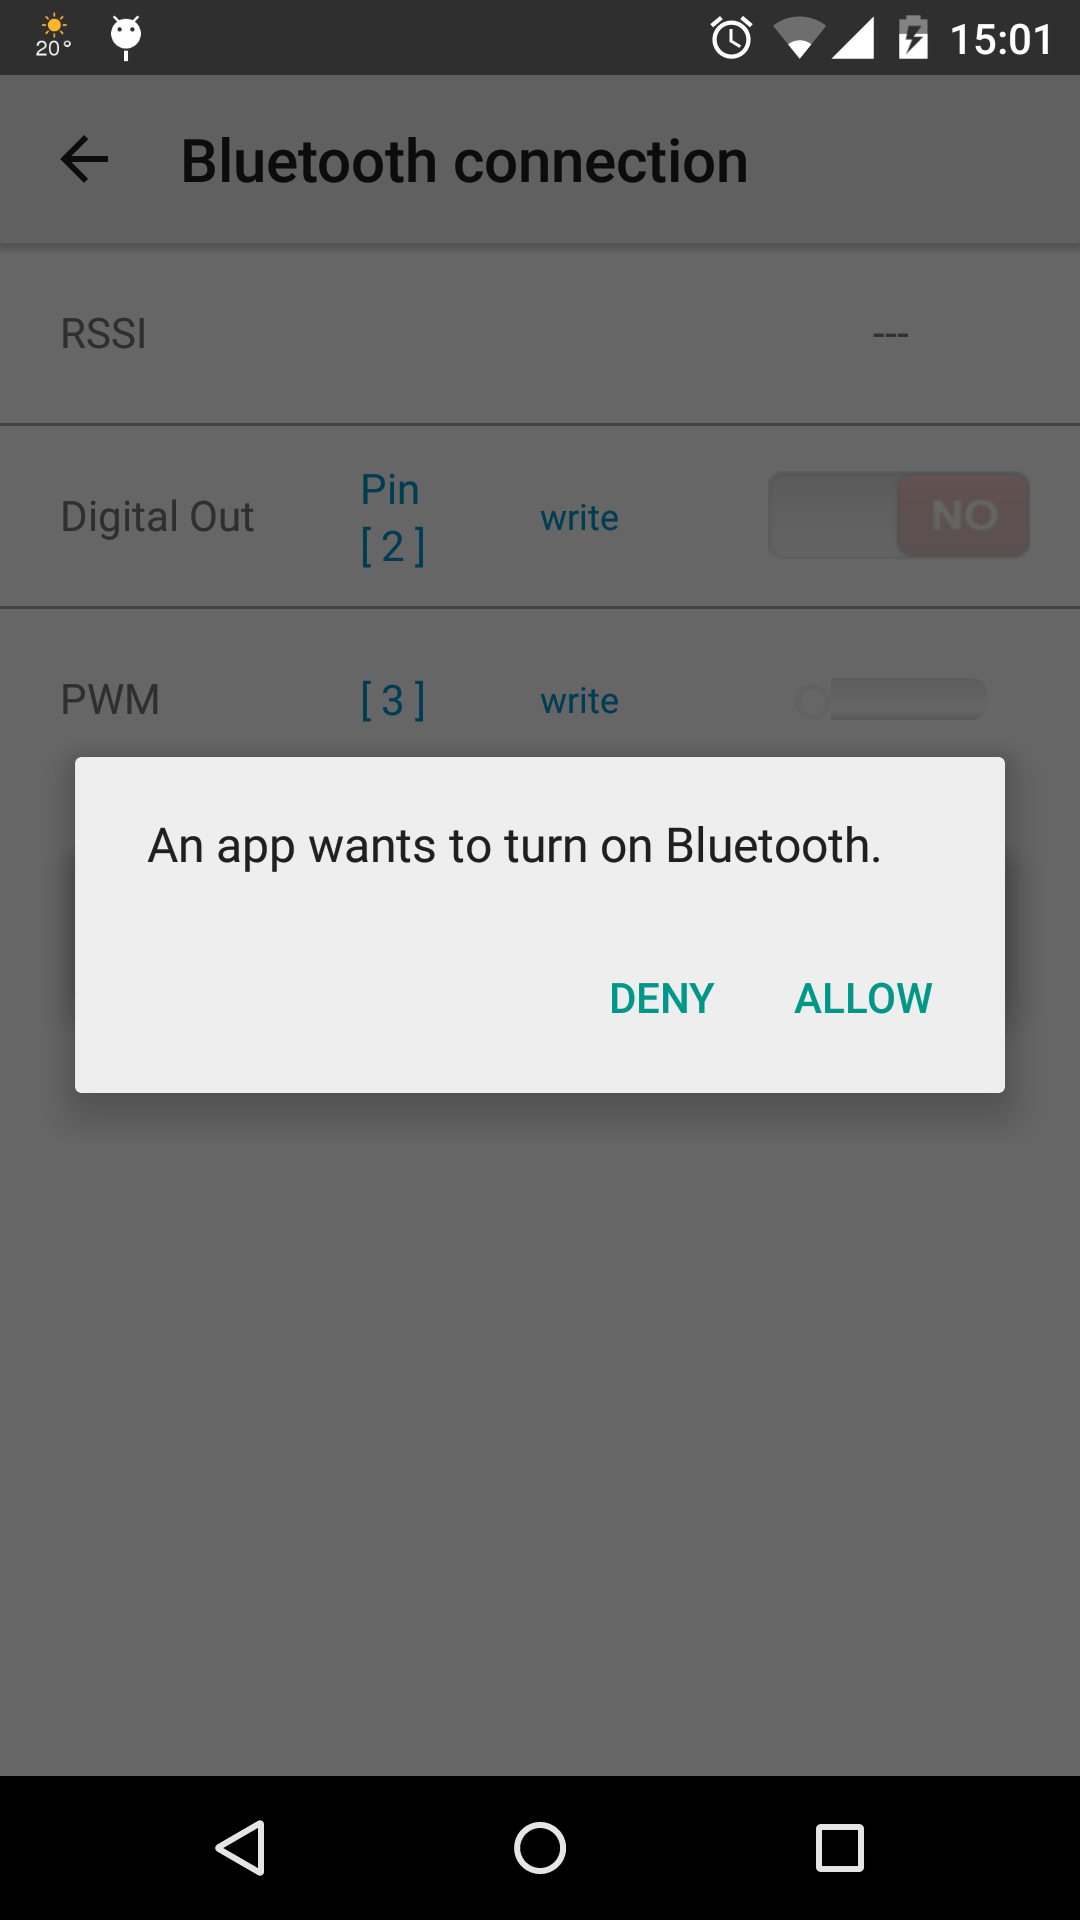 20°
15:01
Bluetooth connection
RSSI ---
Digital Out Pin [ 2 ] write NO
PWM [ 3 ] write
An app wants to turn on Bluetooth.
DENY ALLOW